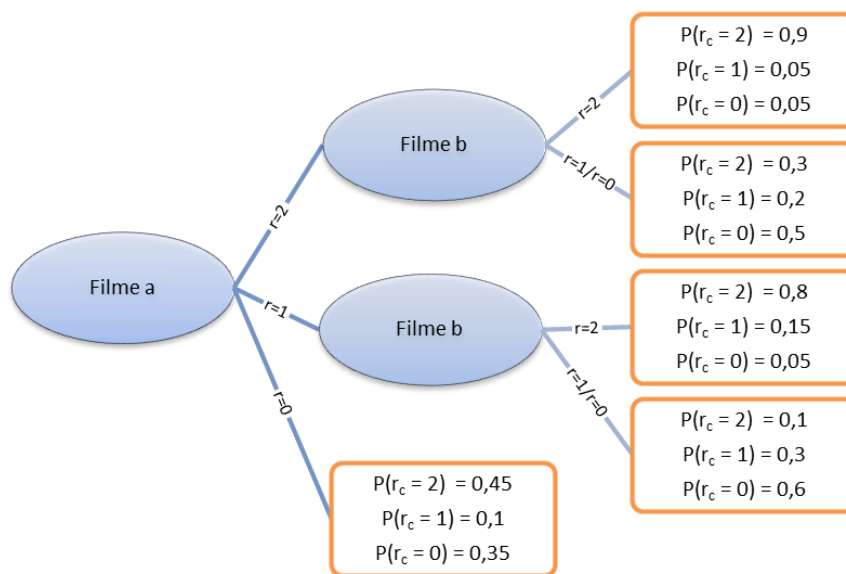 Filme a
r=2
Filme b
r=2
P(r_c = 2) = 0,9
P(r_c = 1) = 0,05
P(r_c = 0) = 0,05
r=1/r=0
P(r_c = 2) = 0,3
P(r_c = 1) = 0,2
P(r_c = 0) = 0,5
r=1
Filme b
r=2
P(r_c = 2) = 0,8
P(r_c = 1) = 0,15
P(r_c = 0) = 0,05
r=1/r=0
P(r_c = 2) = 0,1
P(r_c = 1) = 0,3
P(r_c = 0) = 0,6
r=0
P(r_c = 2) = 0,45
P(r_c = 1) = 0,1
P(r_c = 0) = 0,35